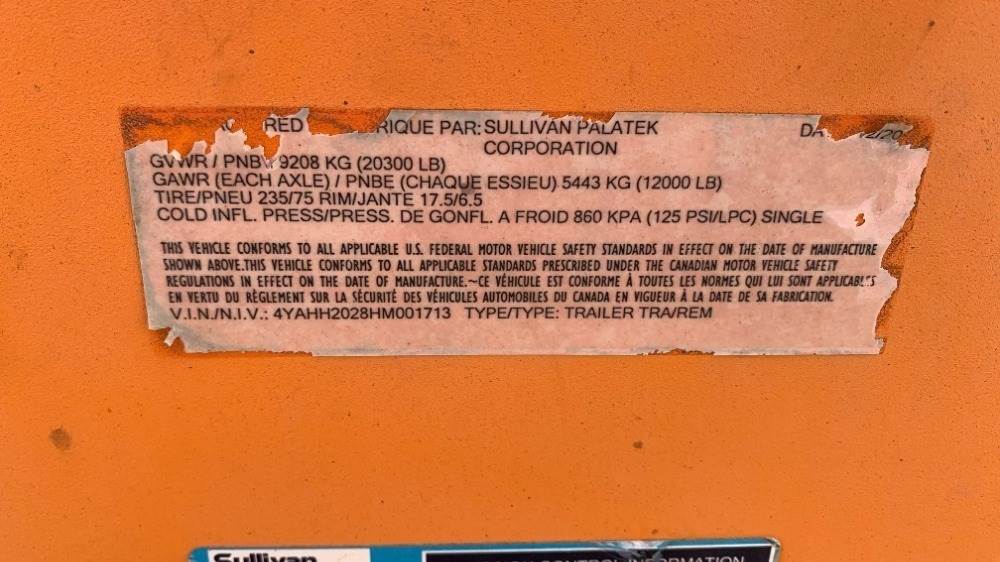 RED RIQUE PAR: SULLIVAN PALATEK
CORPORATION
GVWR / PNBV 9208 KG (20300 LB)
GAWR (EACH AXLE) / PNBE (CHAQUE ESSIEU) 5443 KG (12000 LB)
TIRE/PNEU 235/75 RIM/JANTE 17.5/6.5
COLD INFL. PRESS/PRESS. DE GONFL. A FROID 860 KPA (125 PSI/LPC) SINGLE
THIS VEHICLE CONFORMS TO ALL APPLICABLE U.S. FEDERAL MOTOR VEHICLE SAFETY STANDARDS IN EFFECT ON THE DATE OF MANUFACTURE
SHOWN ABOVE.THIS VEHICLE CONFORMS TO ALL APPLICABLE STANDARDS PRESCRIBED UNDER THE CANADIAN MOTOR VEHICLE SAFETY
REGULATIONS IN EFFECT ON THE DATE OF MANUFACTURE.~CE VÉHICULE EST CONFORME À TOUTES LES NORMES QUI LUI SONT APPLICABLES
EN VERTU DU RÈGLEMENT SUR LA SÉCURITÉ DES VÉHICULES AUTOMOBILES DU CANADA EN VIGUEUR À LA DATE DE SA FABRICATION.
V.I.N./N.I.V.: 4YAHH2028HM001713 TYPE/TYPE: TRAILER TRA/REM
Sullivan
CONTROL INFORMATION